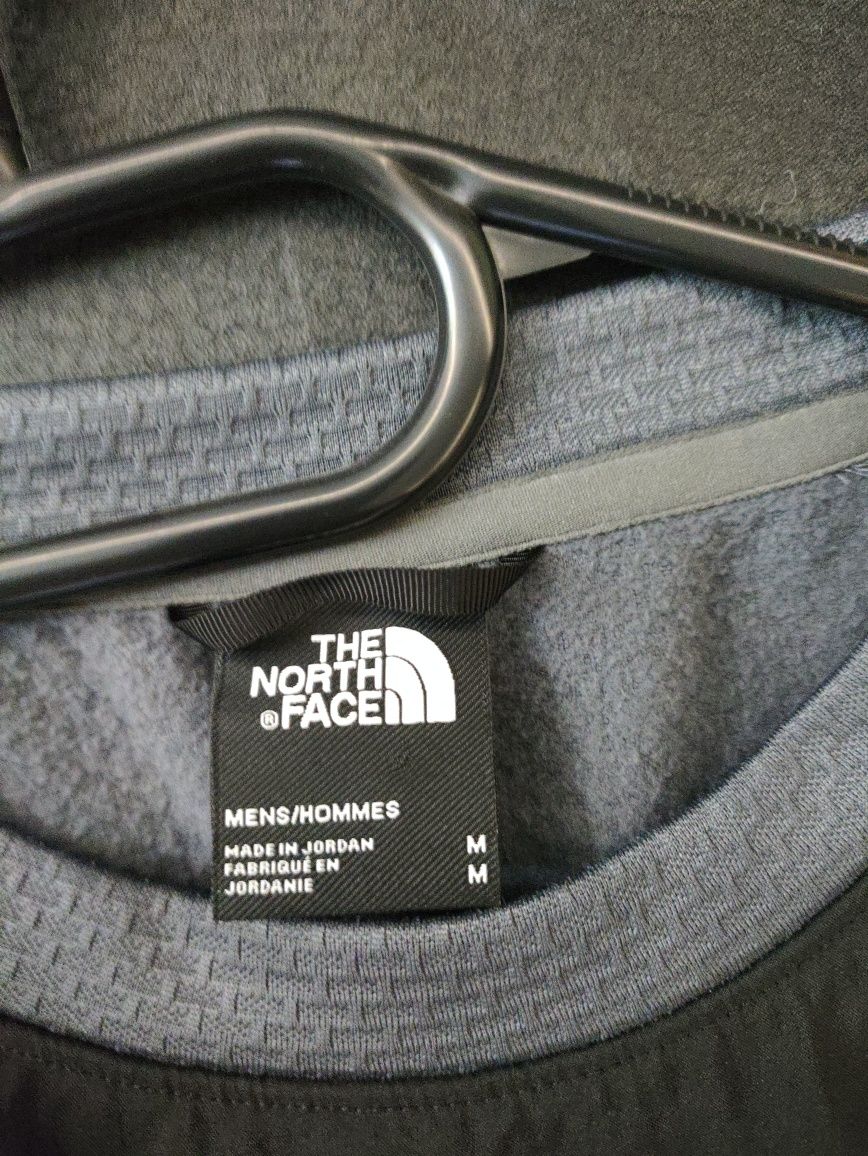 THE
NORTH
® FACE
MENS/HOMMES
MADE IN JORDAN M
FABRIQUÉ EN M
JORDANIE